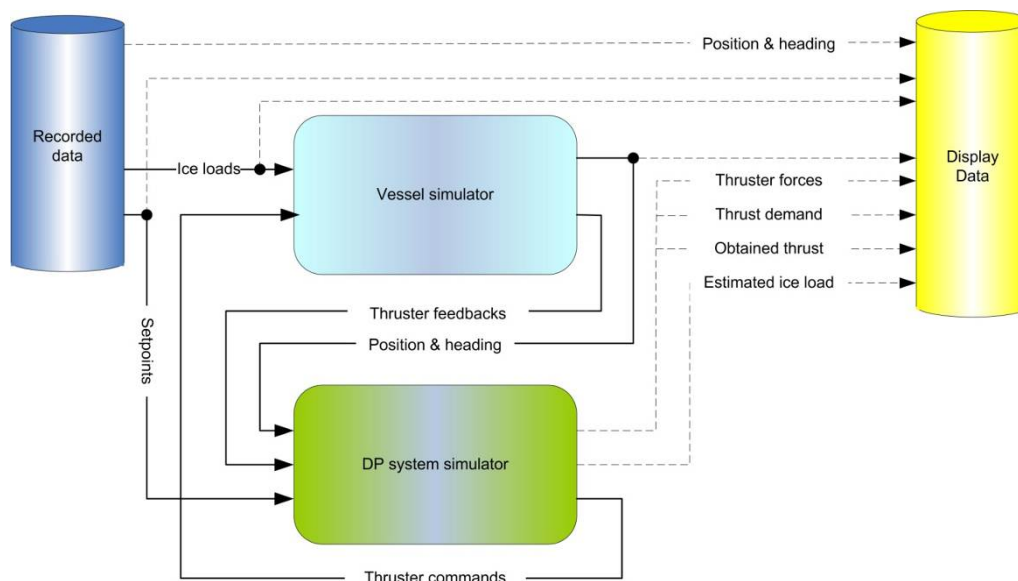 Position & heading
Recorded
data
Ice loads
Vessel simulator
Display
Data
Thruster forces
Thrust demand
Obtained thrust
Estimated ice load
Thruster feedbacks
Position & heading
Setpoints
DP system simulator
Thruster commands